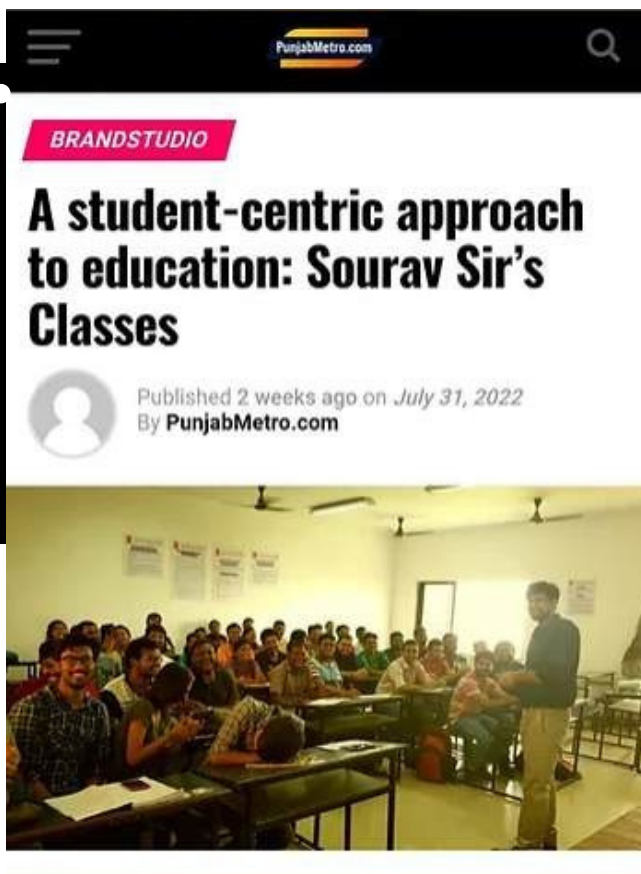 PunjabMetro.com
BRANDSTUDIO
A student-centric approach
to education: Sourav Sir's
Classes
Published 2 weeks ago on July 31, 2022
By PunjabMetro.com